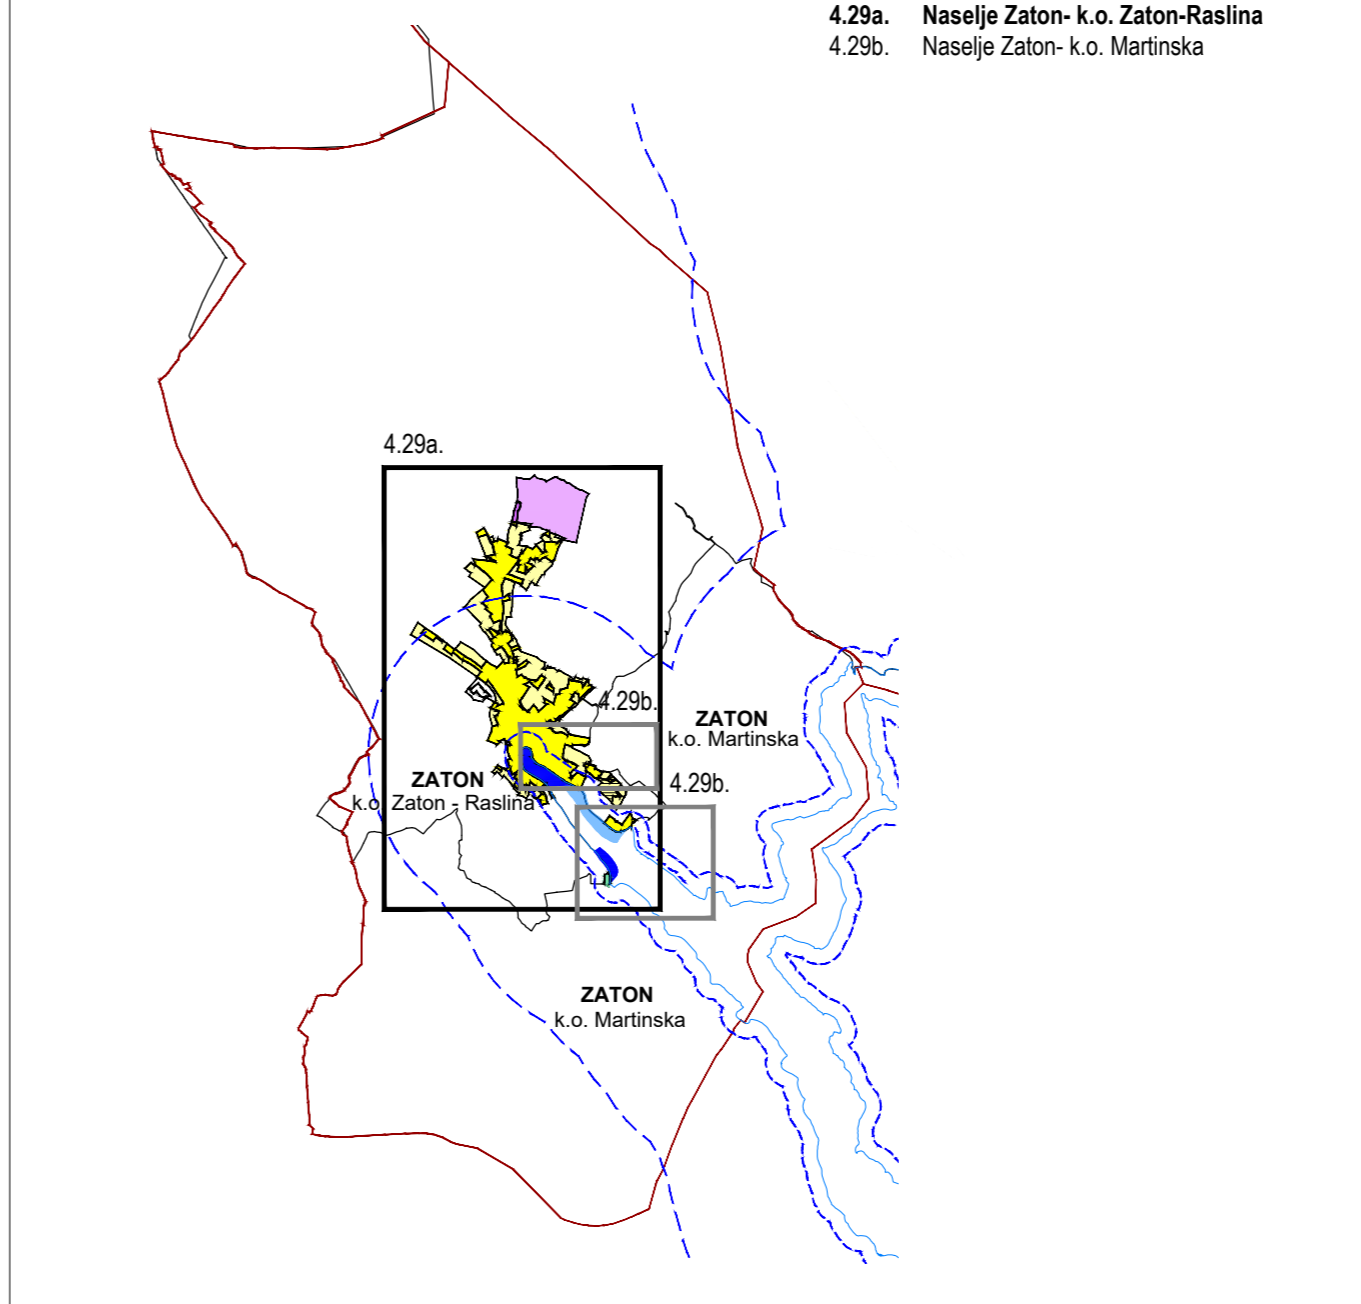 4.29a. Naselje Zaton- k.o. Zaton-Raslina
4.29b. Naselje Zaton- k.o. Martinska
4.29a.
4.29b.
ZATON
k.o. Martinska
ZATON
k.o. Zaton - Raslina
4.29b.
ZATON
k.o. Martinska